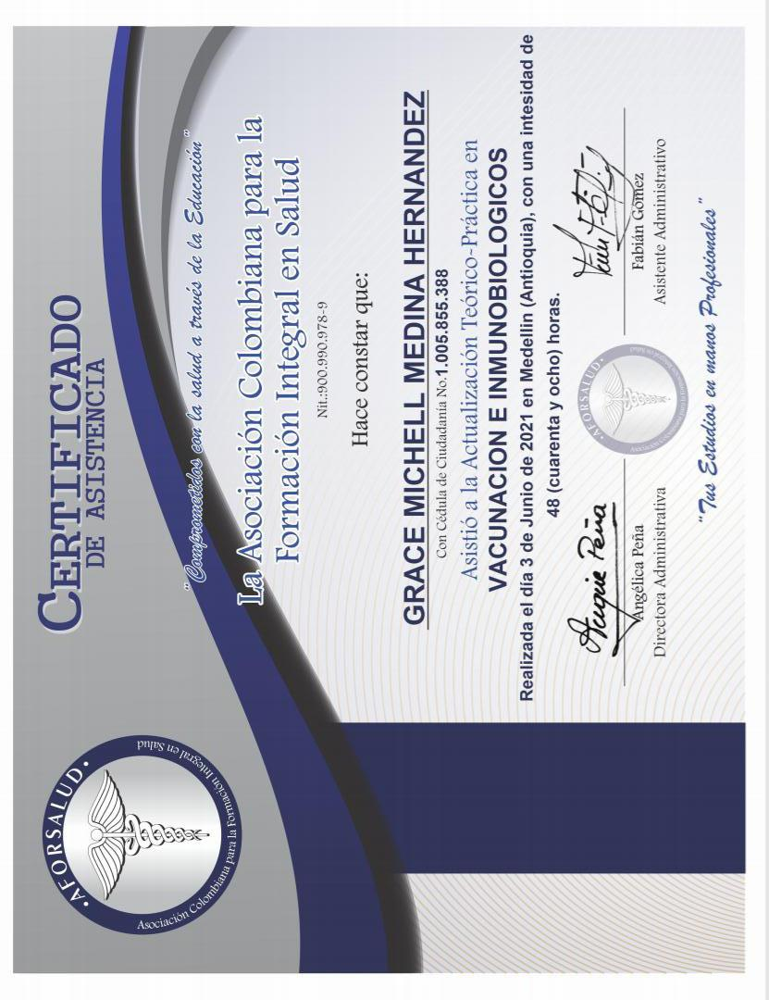 CERTIFICADO
DE ASISTENCIA
•AFORSALUD•
Asociación Colombiana para la Formación Integral en Salud
"Comprometidos con la salud a través de la Educación"
La Asociación Colombiana para la
Formación Integral en Salud
Nit.:900.990.978-9
Hace constar que:
GRACE MICHELL MEDINA HERNANDEZ
Con Cédula de Ciudadanía No.1.005.855.388
Asistió a la Actualización Teórico-Práctica en
VACUNACION E INMUNOBIOLOGICOS
Realizada el día 3 de Junio de 2021 en Medellin (Antioquia), con una intesidad de
48 (cuarenta y ocho) horas.
Angélica Peña
Directora Administrativa
•AFORSALUD•
Asociación Colombiana para la Formación Integral en Salud
Fabián Gómez
Asistente Administrativo
"Tus Estudios en manos Profesionales"